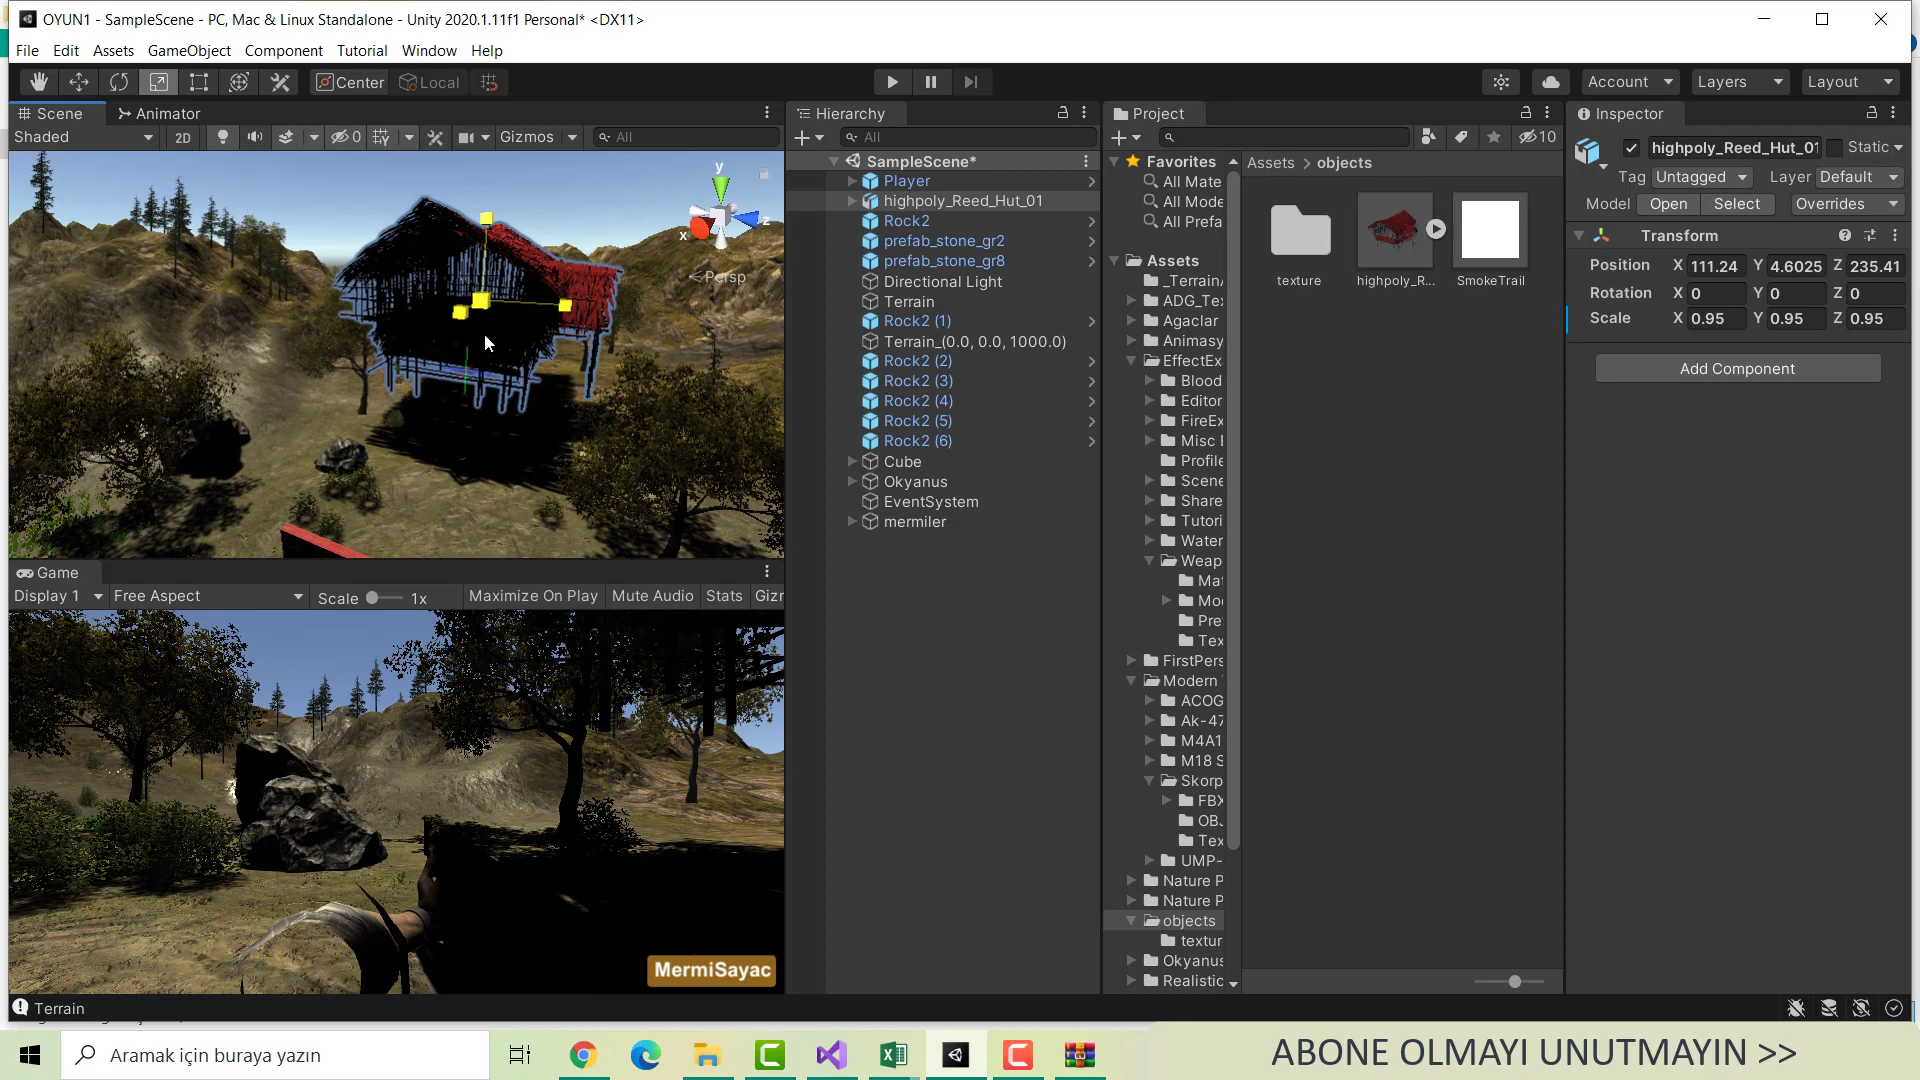 OYUN1 - SampleScene - PC, Mac & Linux Standalone - Unity 2020.1.11f1 Personal* <DX11>
File Edit Assets GameObject Component Tutorial Window Help
Center Local Account Layers Layout
Scene Animator
Shaded 2D 0 Gizmos All
y
x
z
Persp
Game
Display 1 Free Aspect Scale 1x Maximize On Play Mute Audio Stats Giz
MermiSayac
Hierarchy
All
SampleScene*
Player
highpoly_Reed_Hut_01
Rock2
prefab_stone_gr2
prefab_stone_gr8
Directional Light
Terrain
Rock2 (1)
Terrain_(0.0, 0.0, 1000.0)
Rock2 (2)
Rock2 (3)
Rock2 (4)
Rock2 (5)
Rock2 (6)
Cube
Okyanus
EventSystem
mermiler
Project
10
Favorites
All Mate
All Mode
All Prefa
Assets
_Terrain
ADG_Te
Agaclar
Animasy
EffectEx
Blood
Editor
FireEx
Misc
Profile
Scene
Share
Tutori
Water
Weap
Mat
Mo
Pre
Tex
FirstPers
Modern
ACOG
Ak-47
M4A1
M18 S
Skorp
FBX
OBJ
Tex
UMP-
Nature P
Nature P
objects
textur
Okyanus
Realistic
Assets > objects
texture highpoly_R... SmokeTrail
Inspector
highpoly_Reed_Hut_01 Static
Tag Untagged Layer Default
Model Open Select Overrides
Transform
Position X 111.24 Y 4.6025 Z 235.41
Rotation X 0 Y 0 Z 0
Scale X 0.95 Y 0.95 Z 0.95
Add Component
Terrain
Aramak için buraya yazın
ABONE OLMAYI UNUTMAYIN >>